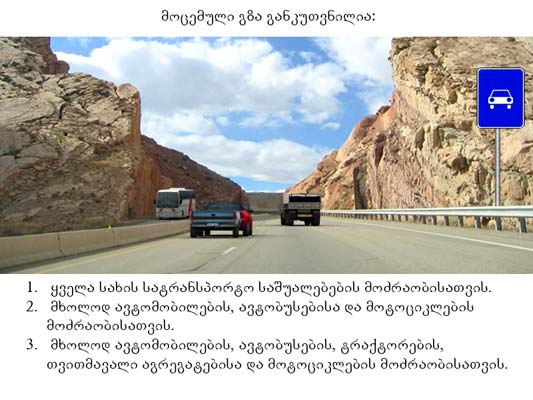 მოცემული გზა განკუთვნილია:
1. ყველა სახის სატრანსპორტო საშუალებების მოძრაობისათვის.
2. მხოლოდ ავტომობილების, ავტობუსებისა და მოტოციკლების
მოძრაობისათვის.
3. მხოლოდ ავტომობილების, ავტობუსების, ტრაქტორების,
თვითმავალი აგრეგატებისა და მოტოციკლების მოძრაობისათვის.